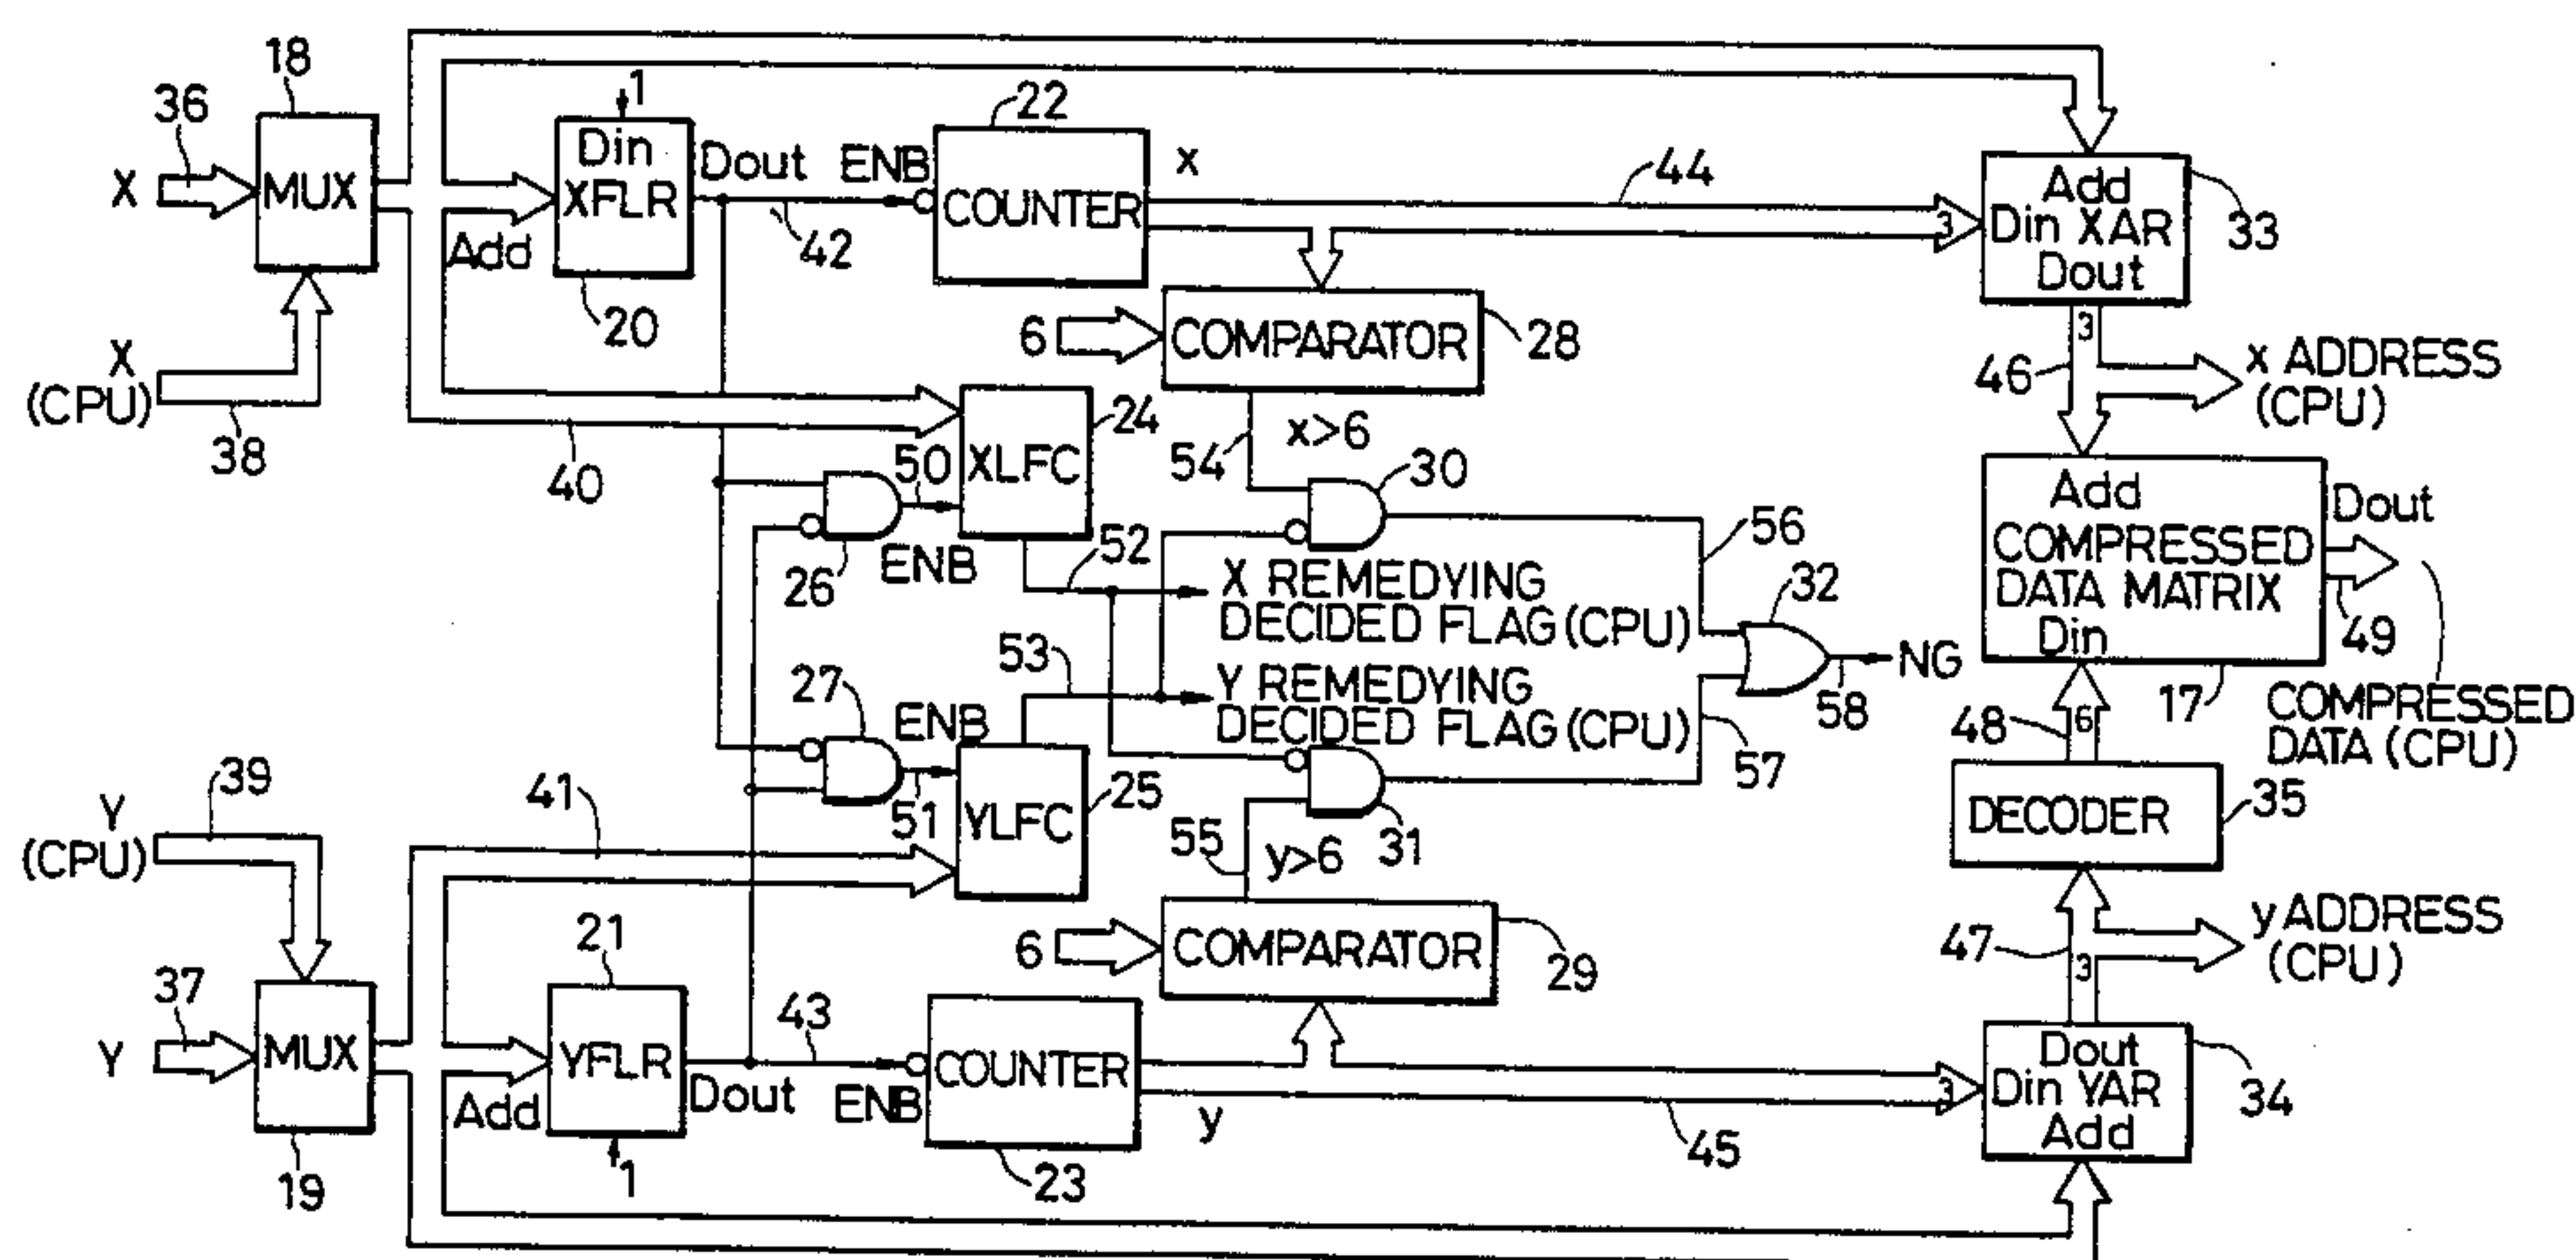 18
36
X
MUX
X
(CPU)
38
1
Din
XFLR
Add
20
Dout
42
ENB
22
COUNTER
x
44
3
Add
Din XAR
Dout
33
6
COMPARATOR
28
3
46
x ADDRESS
(CPU)
40
50
XLFC
24
54
x>6
30
26
ENB
52
X REMEDYING
DECIDED FLAG (CPU)
56
32
NG
58
Add
COMPRESSED
DATA MATRIX
Din
Dout
49
17
COMPRESSED
DATA (CPU)
27
ENB
53
Y REMEDYING
DECIDED FLAG (CPU)
57
48
6
Y
(CPU)
39
41
51
YLFC
25
55
y>6
31
DECODER
35
21
6
COMPARATOR
29
47
3
y ADDRESS
(CPU)
37
Y
MUX
19
YFLR
Add
1
Dout
43
ENB
COUNTER
23
y
45
3
Dout
Din YAR
Add
34